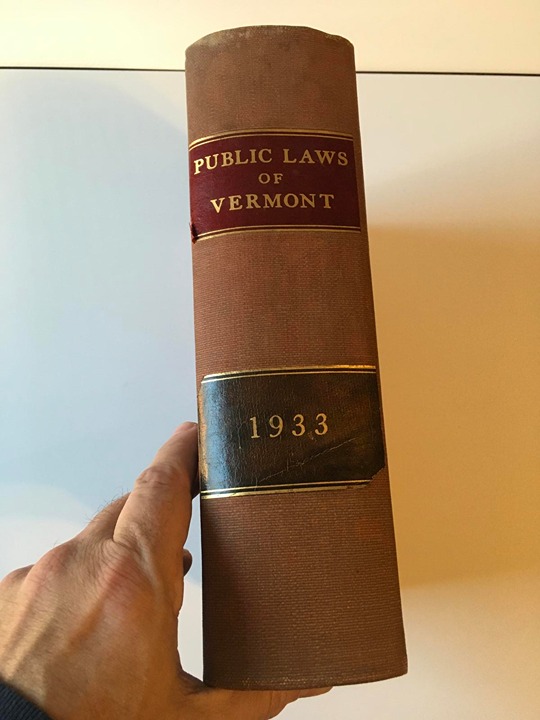 PUBLIC LAWS
OF
VERMONT
1933